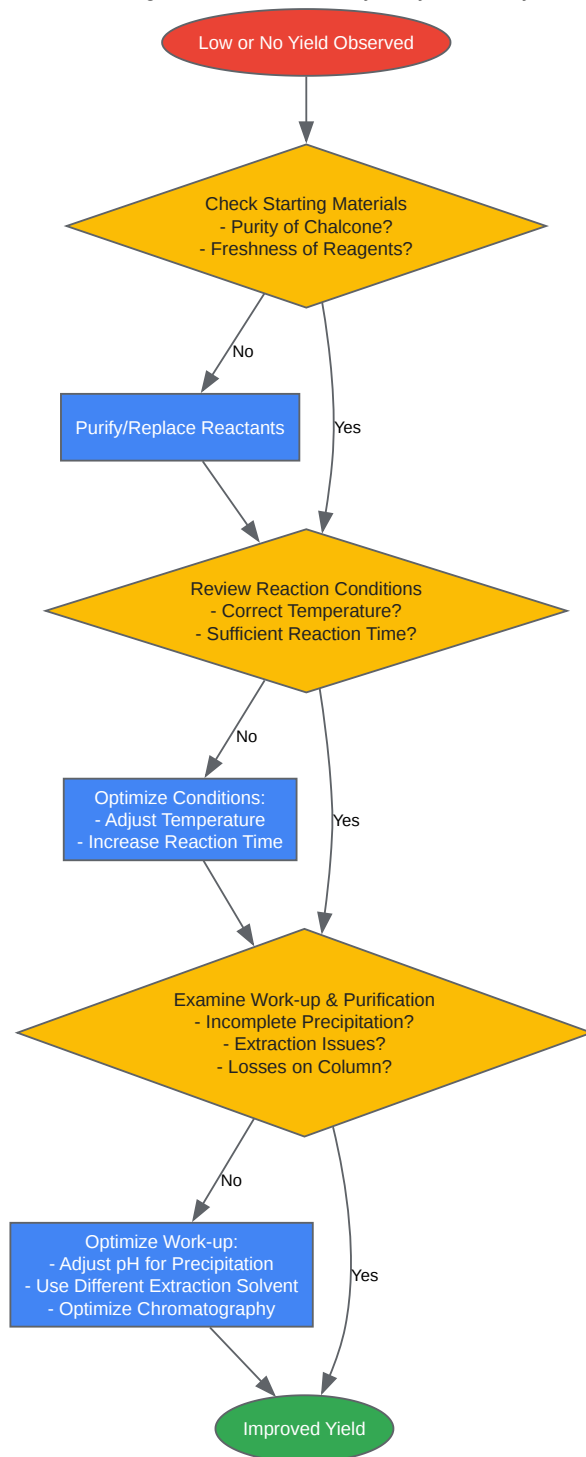 Low or No Yield Observed
Check Starting Materials
- Purity of Chalcone?
- Freshness of Reagents?
No
Yes
Purify/Replace Reactants
Review Reaction Conditions
- Correct Temperature?
- Sufficient Reaction Time?
No
Yes
Optimize Conditions:
- Adjust Temperature
- Increase Reaction Time
Examine Work-up & Purification
- Incomplete Precipitation?
- Extraction Issues?
- Losses on Column?
No
Yes
Optimize Work-up:
- Adjust pH for Precipitation
- Use Different Extraction Solvent
- Optimize Chromatography
Improved Yield